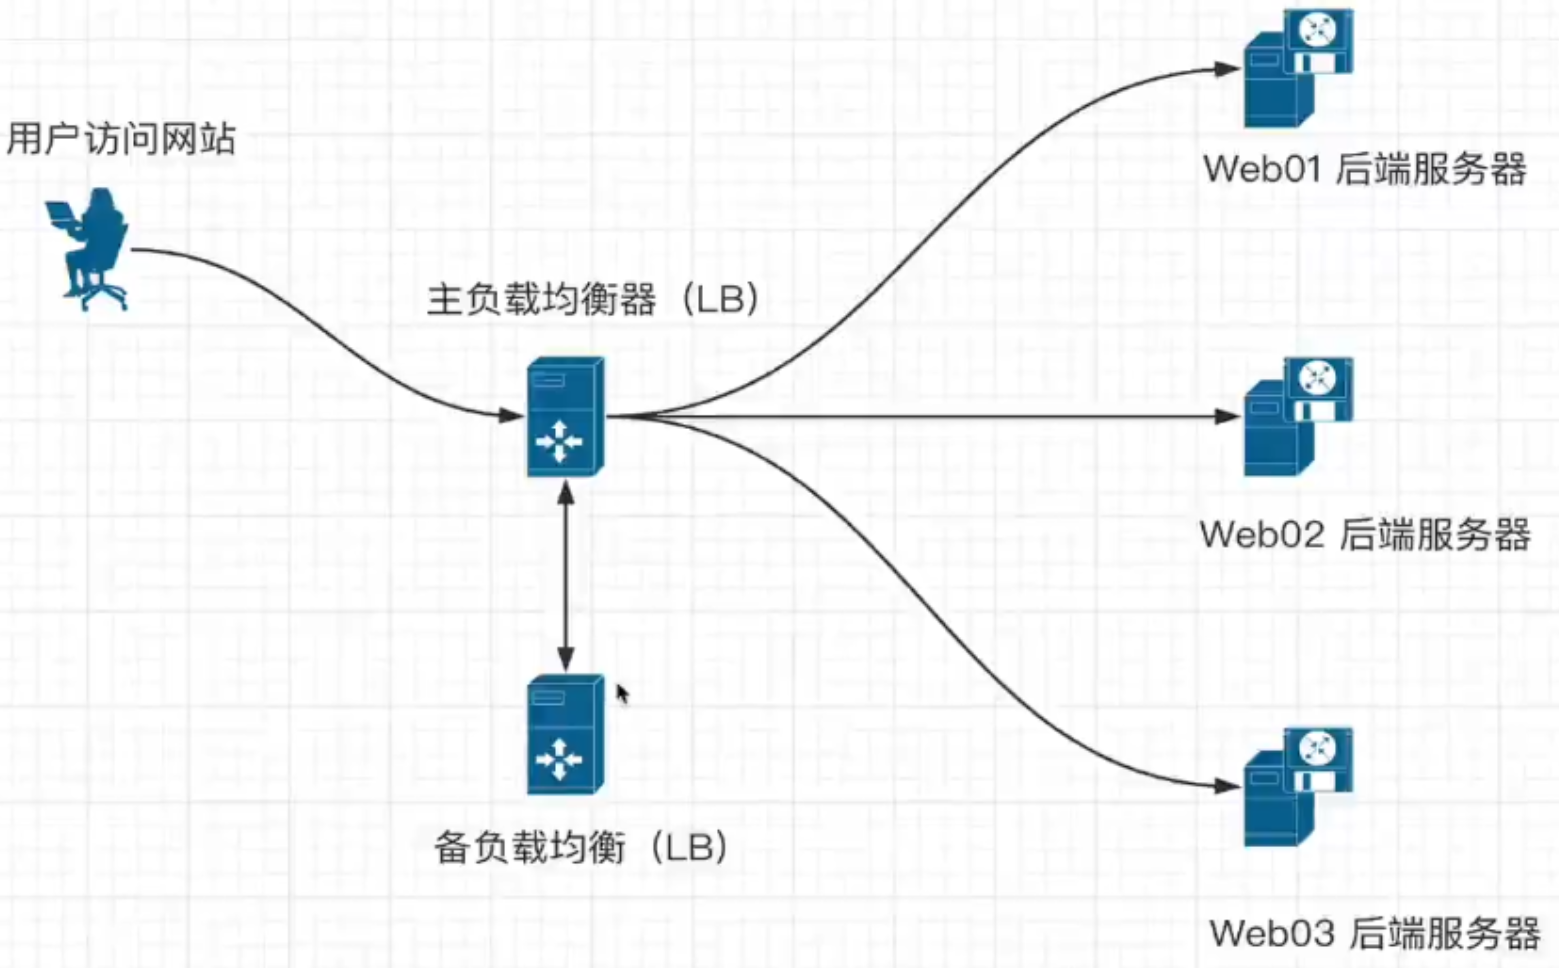 用户访问网站
Web01 后端服务器
主负载均衡器（LB）
Web02 后端服务器
备负载均衡（LB）
Web03 后端服务器